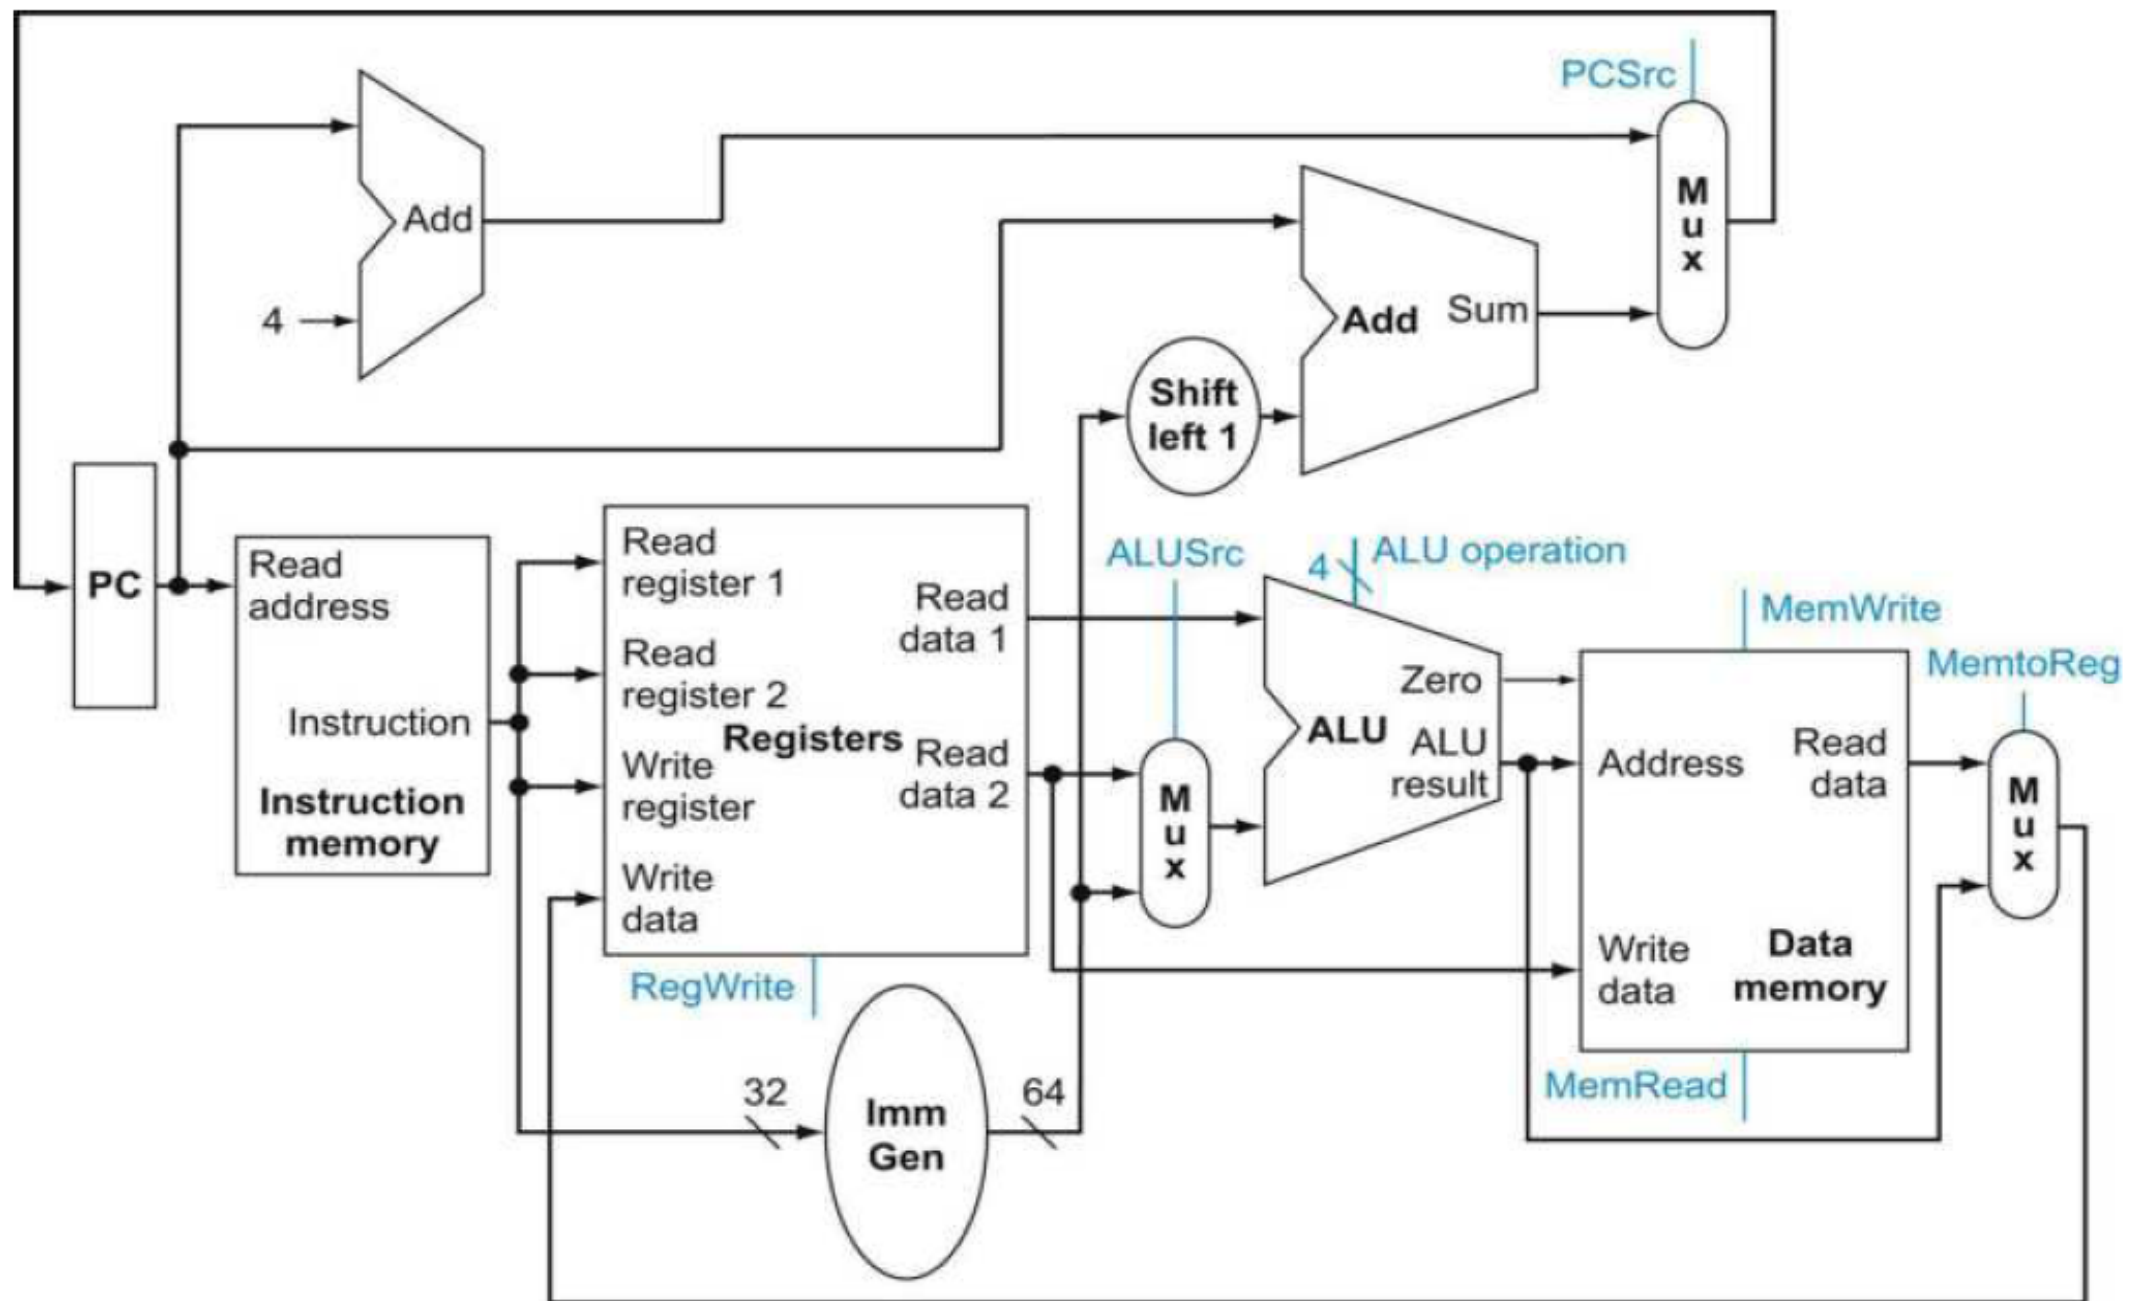 PCSrc
M
u
x
Add
4
Add Sum
Shift
left 1
PC
Read
address
Instruction
Instruction
memory
Read
register 1
Read
register 2
Write
register
Write
data
Registers
Read
data 1
Read
data 2
RegWrite
ALUSrc
M
u
x
4
ALU operation
Zero
ALU
ALU
result
MemWrite
Address
Read
data
Write
data
Data
memory
MemRead
MemtoReg
M
u
x
32
Imm
Gen
64